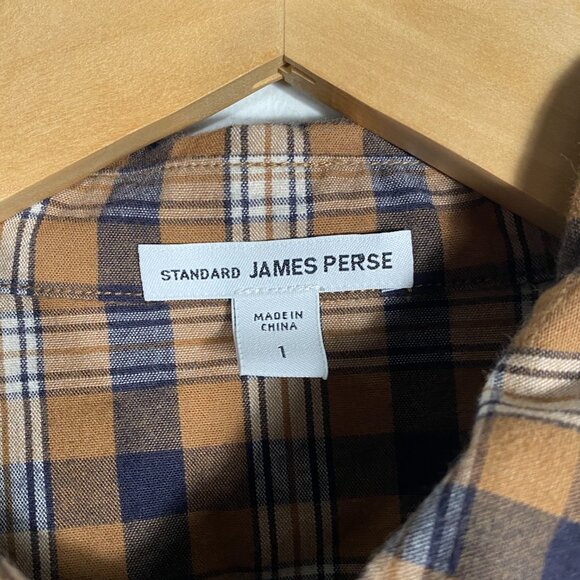 STANDARD JAMES PERSE
MADE IN
CHINA
1